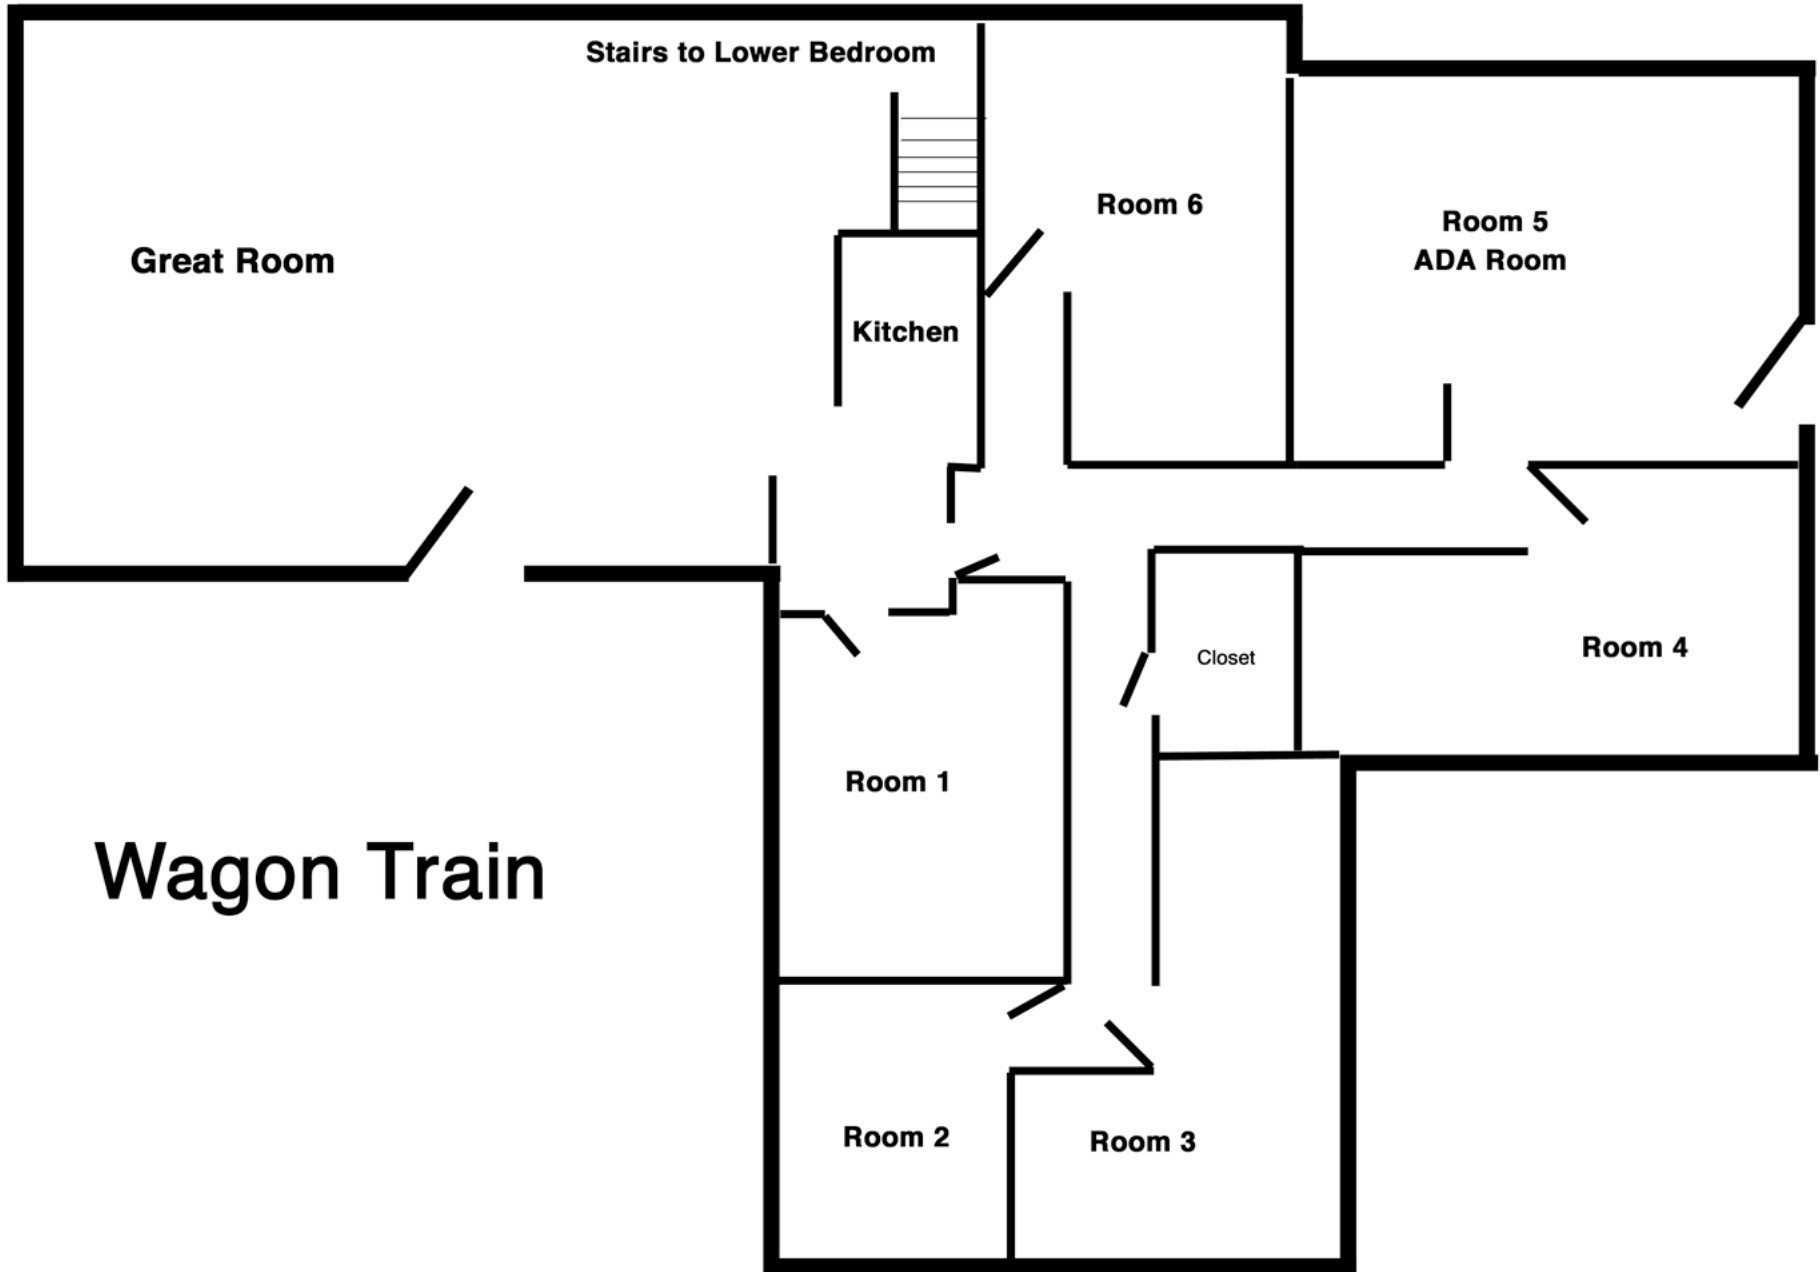 Stairs to Lower Bedroom
Great Room
Room 6
Room 5
ADA Room
Kitchen
Closet
Room 4
Room 1
Wagon Train
Room 2
Room 3